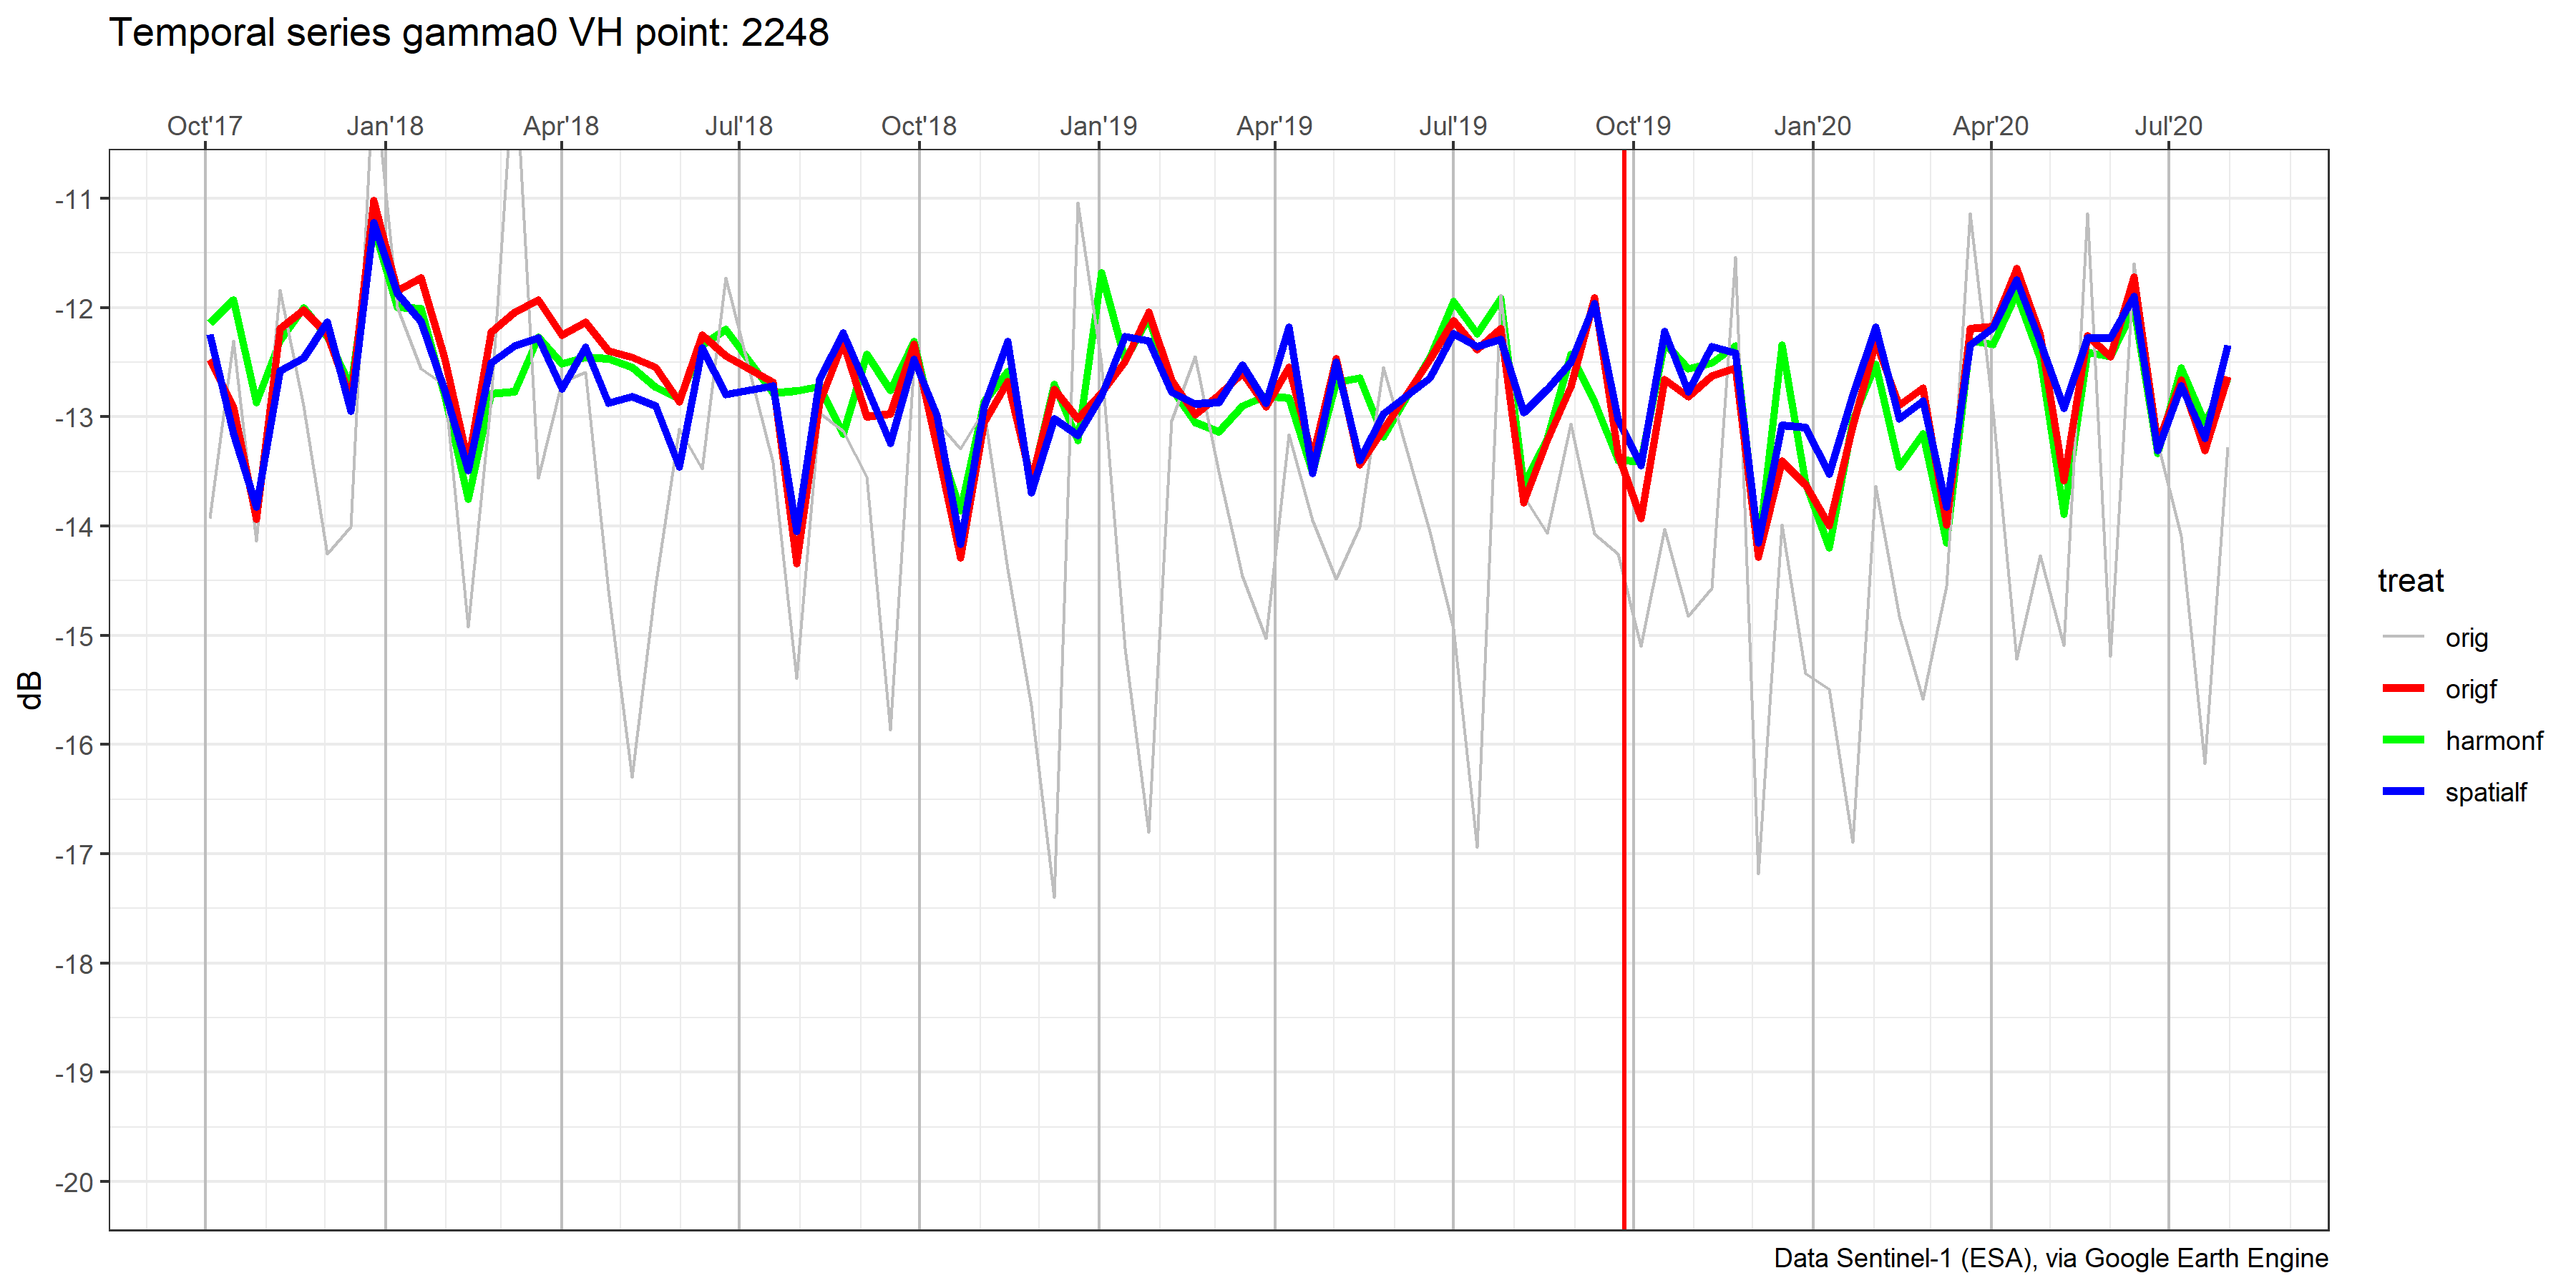 Temporal series gamma0 VH point: 2248
Oct'17 Jan'18 Apr'18 Jul'18 Oct'18 Jan'19 Apr'19 Jul'19 Oct'19 Jan'20 Apr'20 Jul'20
-11
-12
-13
-14
-15
-16
-17
-18
-19
-20
dB
treat
orig
origf
harmonf
spatialf
Data Sentinel-1 (ESA), via Google Earth Engine